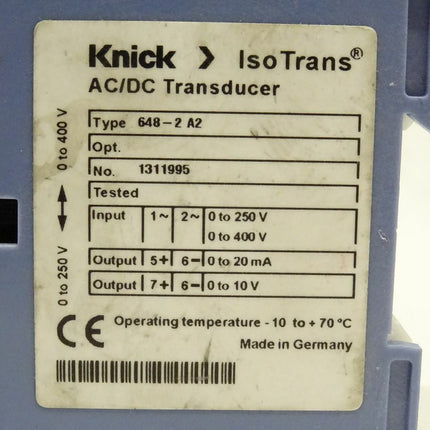 Knick > IsoTrans®
AC/DC Transducer
Type 648-2 A2
Opt.
No. 1311995
Tested
Input 1~ 2~ 0 to 250 V
0 to 400 V
Output 5+ 6- 0 to 20 mA
Output 7+ 6- 0 to 10 V
0 to 400 V
0 to 250 V
CE Operating temperature -10 to +70 °C
Made in Germany